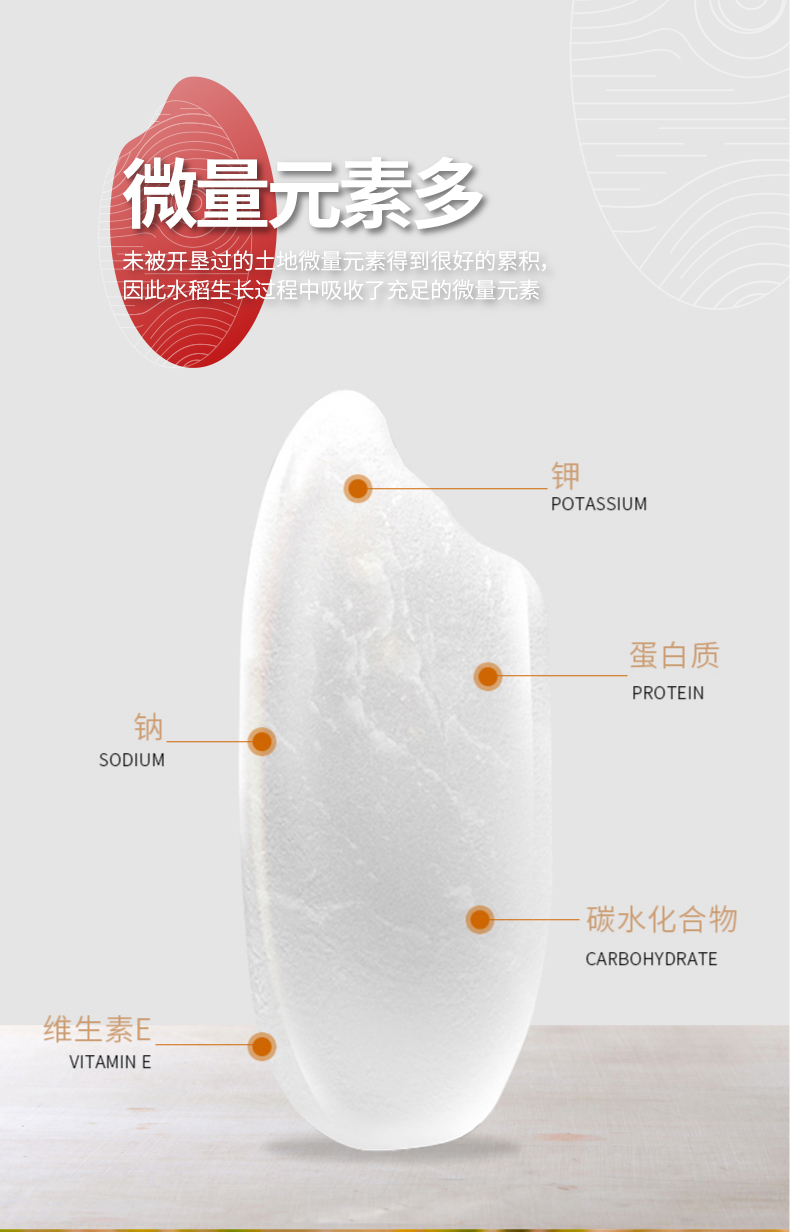 微量元素多
未被开垦过的土地微量元素得到很好的累积，
因此水稻生长过程中吸收了充足的微量元素
钾
POTASSIUM
蛋白质
PROTEIN
钠
SODIUM
碳水化合物
CARBOHYDRATE
维生素E
VITAMIN E